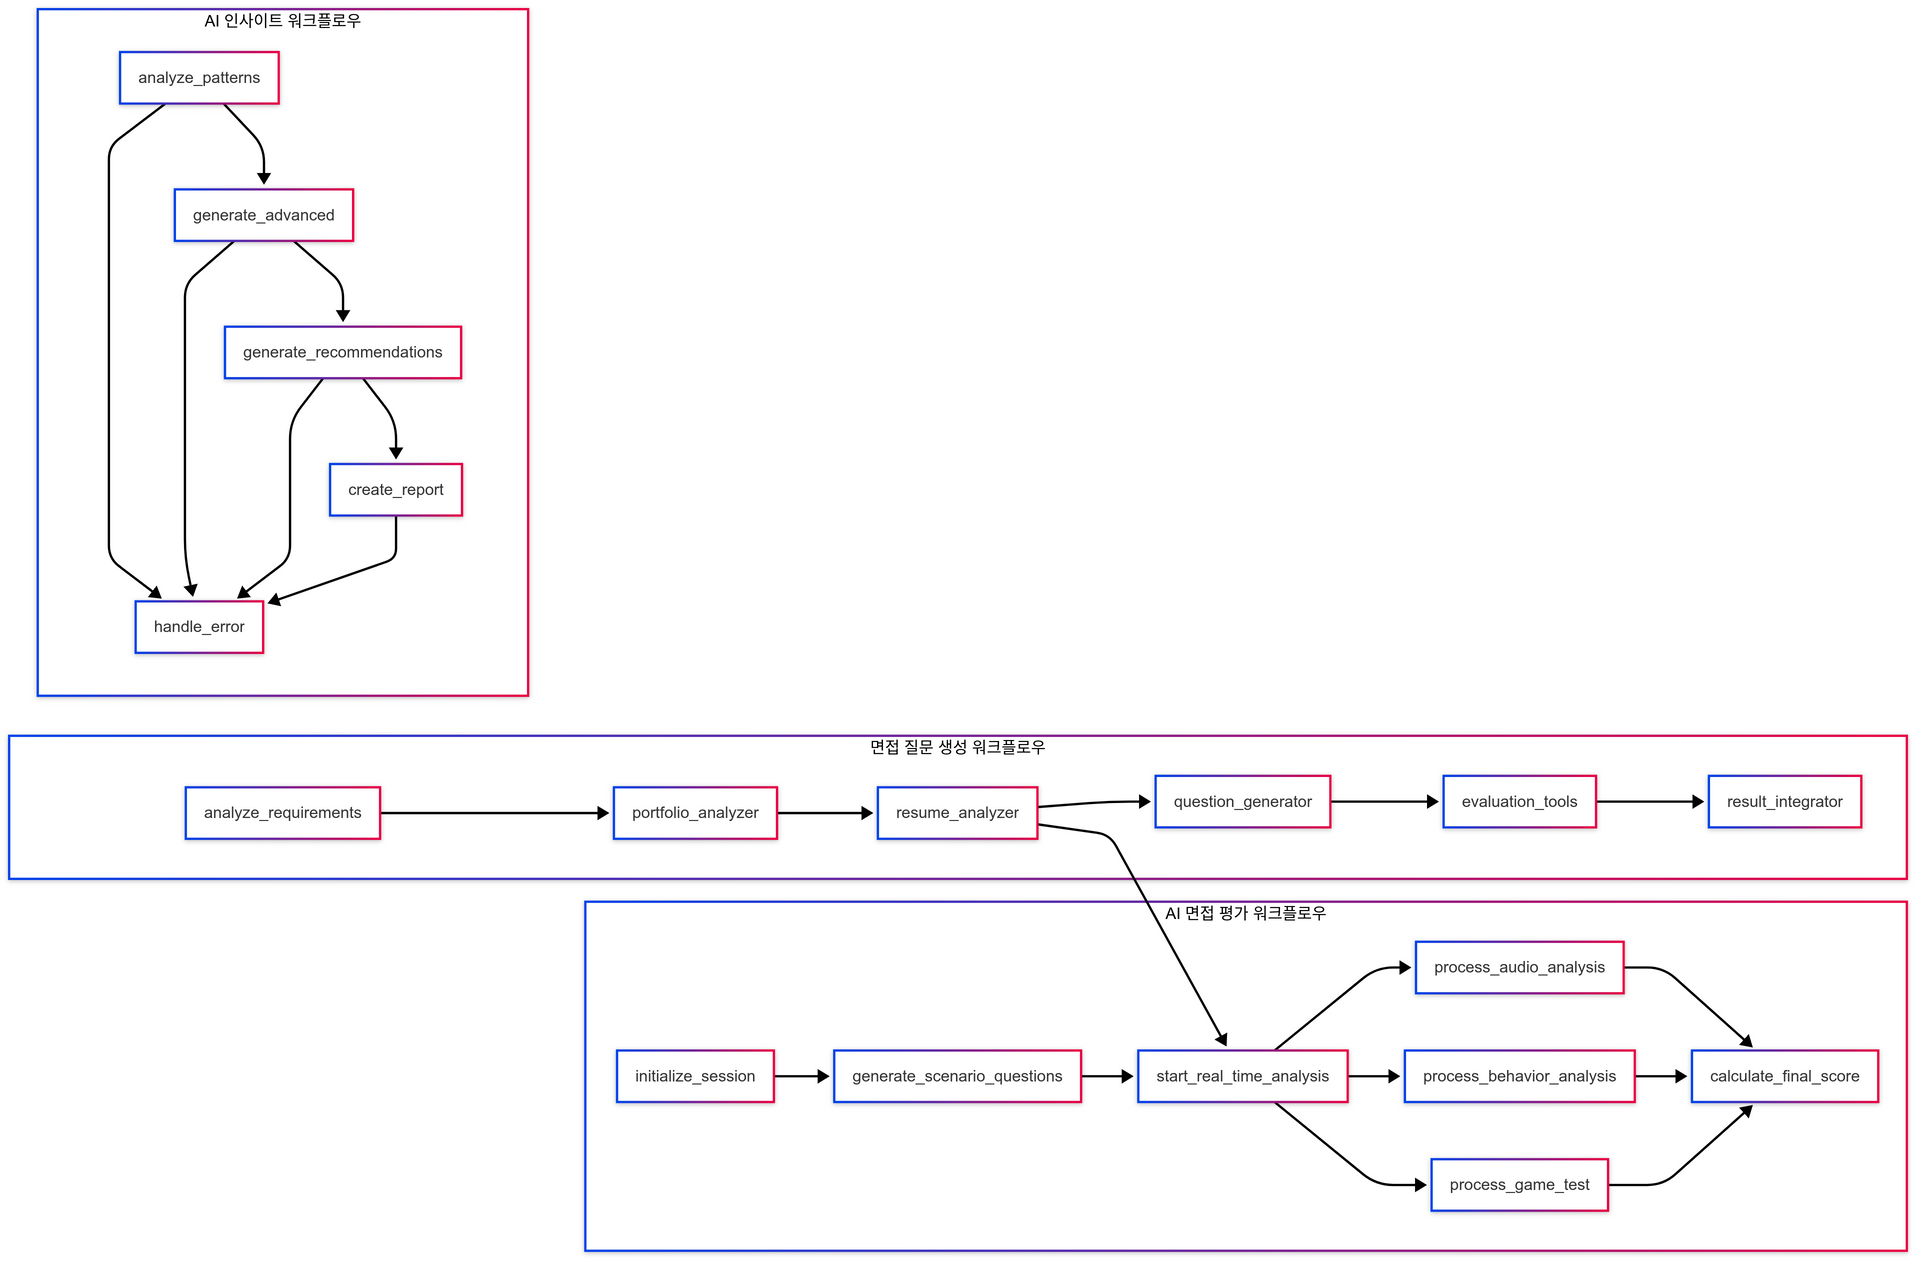 AI 인사이트 워크플로우
analyze_patterns
generate_advanced
generate_recommendations
create_report
handle_error
면접 질문 생성 워크플로우
analyze_requirements
portfolio_analyzer
resume_analyzer
question_generator
evaluation_tools
result_integrator
AI 면접 평가 워크플로우
process_audio_analysis
initialize_session
generate_scenario_questions
start_real_time_analysis
process_behavior_analysis
calculate_final_score
process_game_test